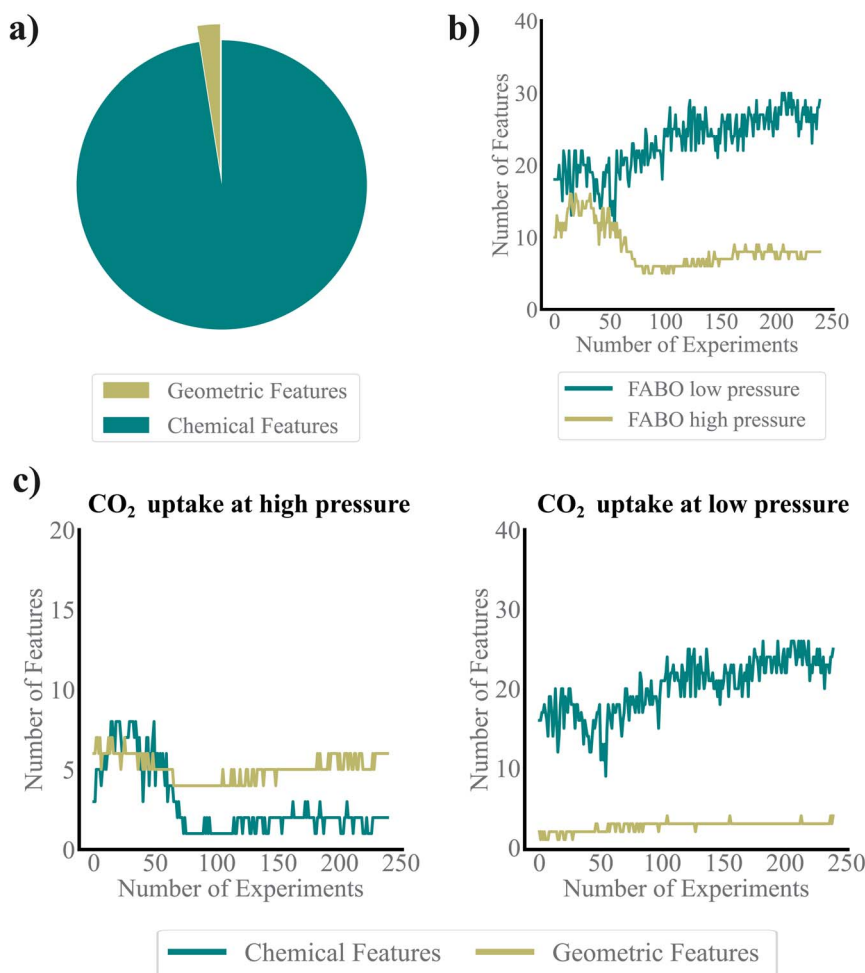 a)
Geometric Features
Chemical Features
b)
Number of Features
40
30
20
10
0
0 50 100 150 200 250
Number of Experiments
FABO low pressure
FABO high pressure
c)
CO₂ uptake at high pressure
Number of Features
20
15
10
5
0
0 50 100 150 200 250
Number of Experiments
CO₂ uptake at low pressure
Number of Features
40
30
20
10
0
0 50 100 150 200 250
Number of Experiments
Chemical Features Geometric Features